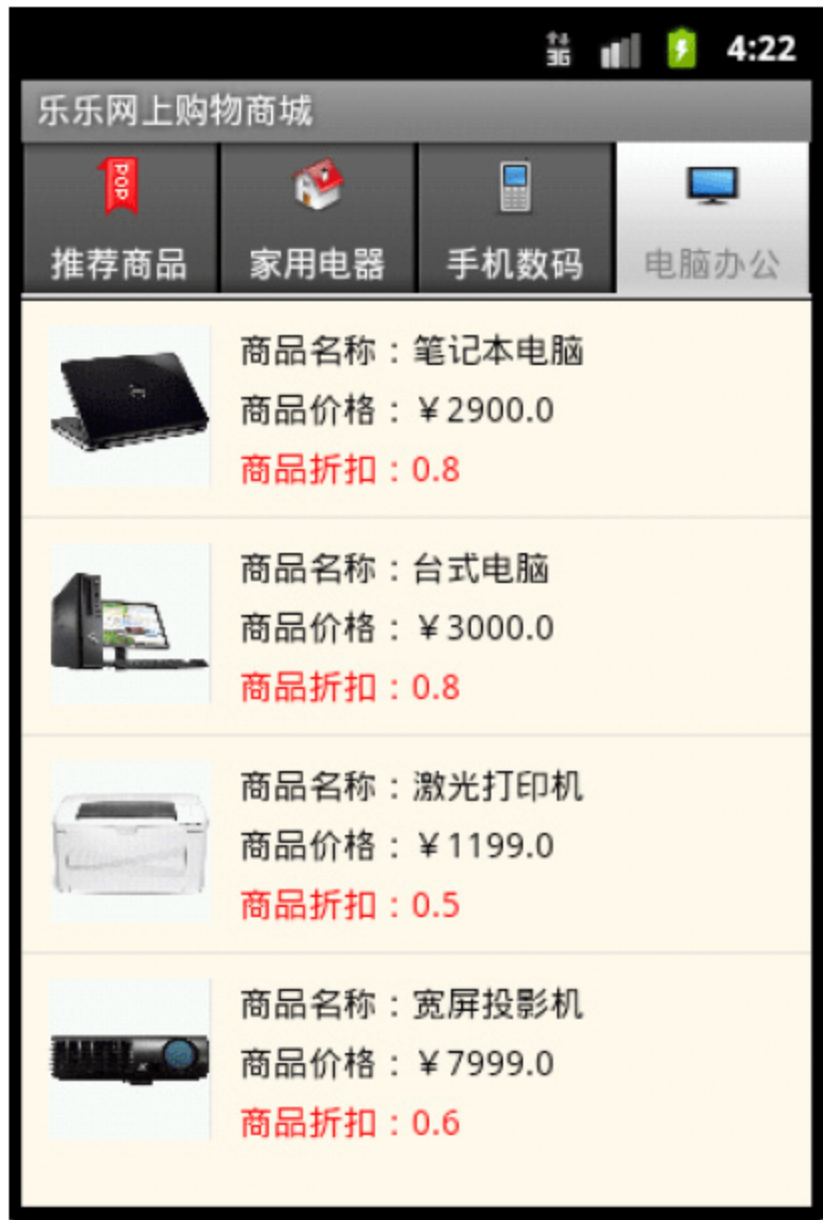 3G 4:22
乐乐网上购物商城
POP
推荐商品 家用电器 手机数码 电脑办公
商品名称：笔记本电脑
商品价格：￥2900.0
商品折扣：0.8
商品名称：台式电脑
商品价格：￥3000.0
商品折扣：0.8
商品名称：激光打印机
商品价格：￥1199.0
商品折扣：0.5
商品名称：宽屏投影机
商品价格：￥7999.0
商品折扣：0.6